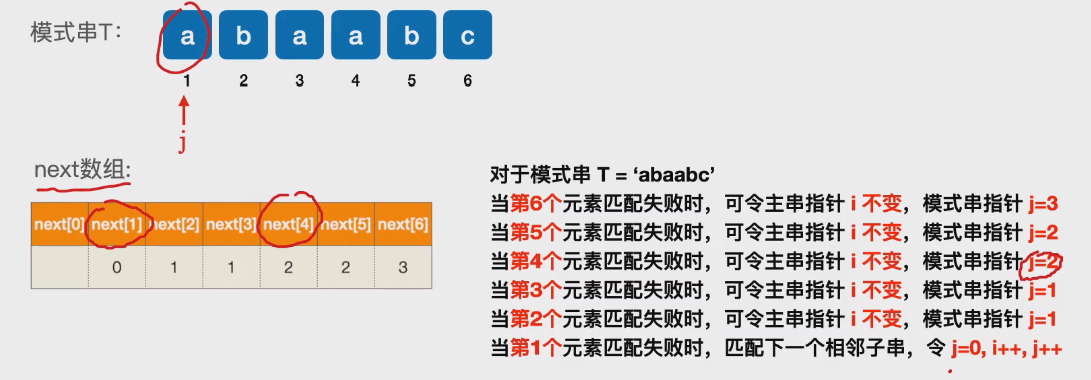 模式串T:
a b a a b c
1 2 3 4 5 6
j
next数组:
next[0] next[1] next[2] next[3] next[4] next[5] next[6]
0 1 1 2 2 3
对于模式串 T = ‘abaabc’
当第6个元素匹配失败时，可令主串指针 i 不变，模式串指针 j=3
当第5个元素匹配失败时，可令主串指针 i 不变，模式串指针 j=2
当第4个元素匹配失败时，可令主串指针 i 不变，模式串指针 j=2
当第3个元素匹配失败时，可令主串指针 i 不变，模式串指针 j=1
当第2个元素匹配失败时，可令主串指针 i 不变，模式串指针 j=1
当第1个元素匹配失败时，匹配下一个相邻子串，令 j=0, i++, j++